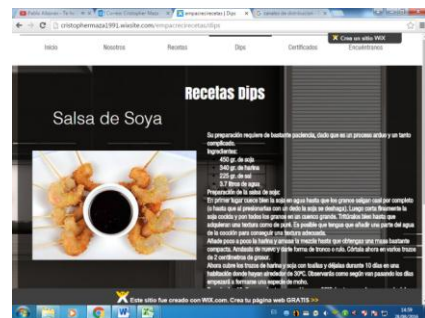 cristophermaza1991.wixsite.com/empacrecirecetas/dips
Crea un sitio WiX
Inicio Nosotros Recetas Dips Certificados Encuéntranos
Recetas Dips
Salsa de Soya
Su preparación requiere de bastante paciencia, dado que es un proceso arduo y un tanto
complicado.
Ingredientes:
450 gr. de soja
340 gr. de harina
225 gr. de sal
3.7 litros de agua
Preparación de la salsa de soja:
En primer lugar cuece bien la soja en agua hasta que los granos salgan casi por completo
(o hasta que al presionarlos con un dedo la soja se deshaga). Luego corta finamente la
soja cocida y pon todos los granos en un cuenco grande. Tritúralos bien hasta que
adquieran una textura como de puré. Es posible que tengas que añadir una parte del agua
de la cocción para conseguir una textura adecuada.
Añade poco a poco la harina y amasa la mezcla hasta que obtengas una masa bastante
compacta. Amásala de nuevo y darle forma de tronco o rulo. Córtala ahora en varios trozos
de 2 centímetros de grosor.
Ahora cubre los trozos de harina y soja con toallas y déjalas durante 10 días en una
habitación donde hayan alrededor de 30ºC. Observarás como según van pasando los días
empezará a formarse una especie de moho.
Este sitio fue creado con WIX.com. Crea tu página web GRATIS >>
ES
14:59